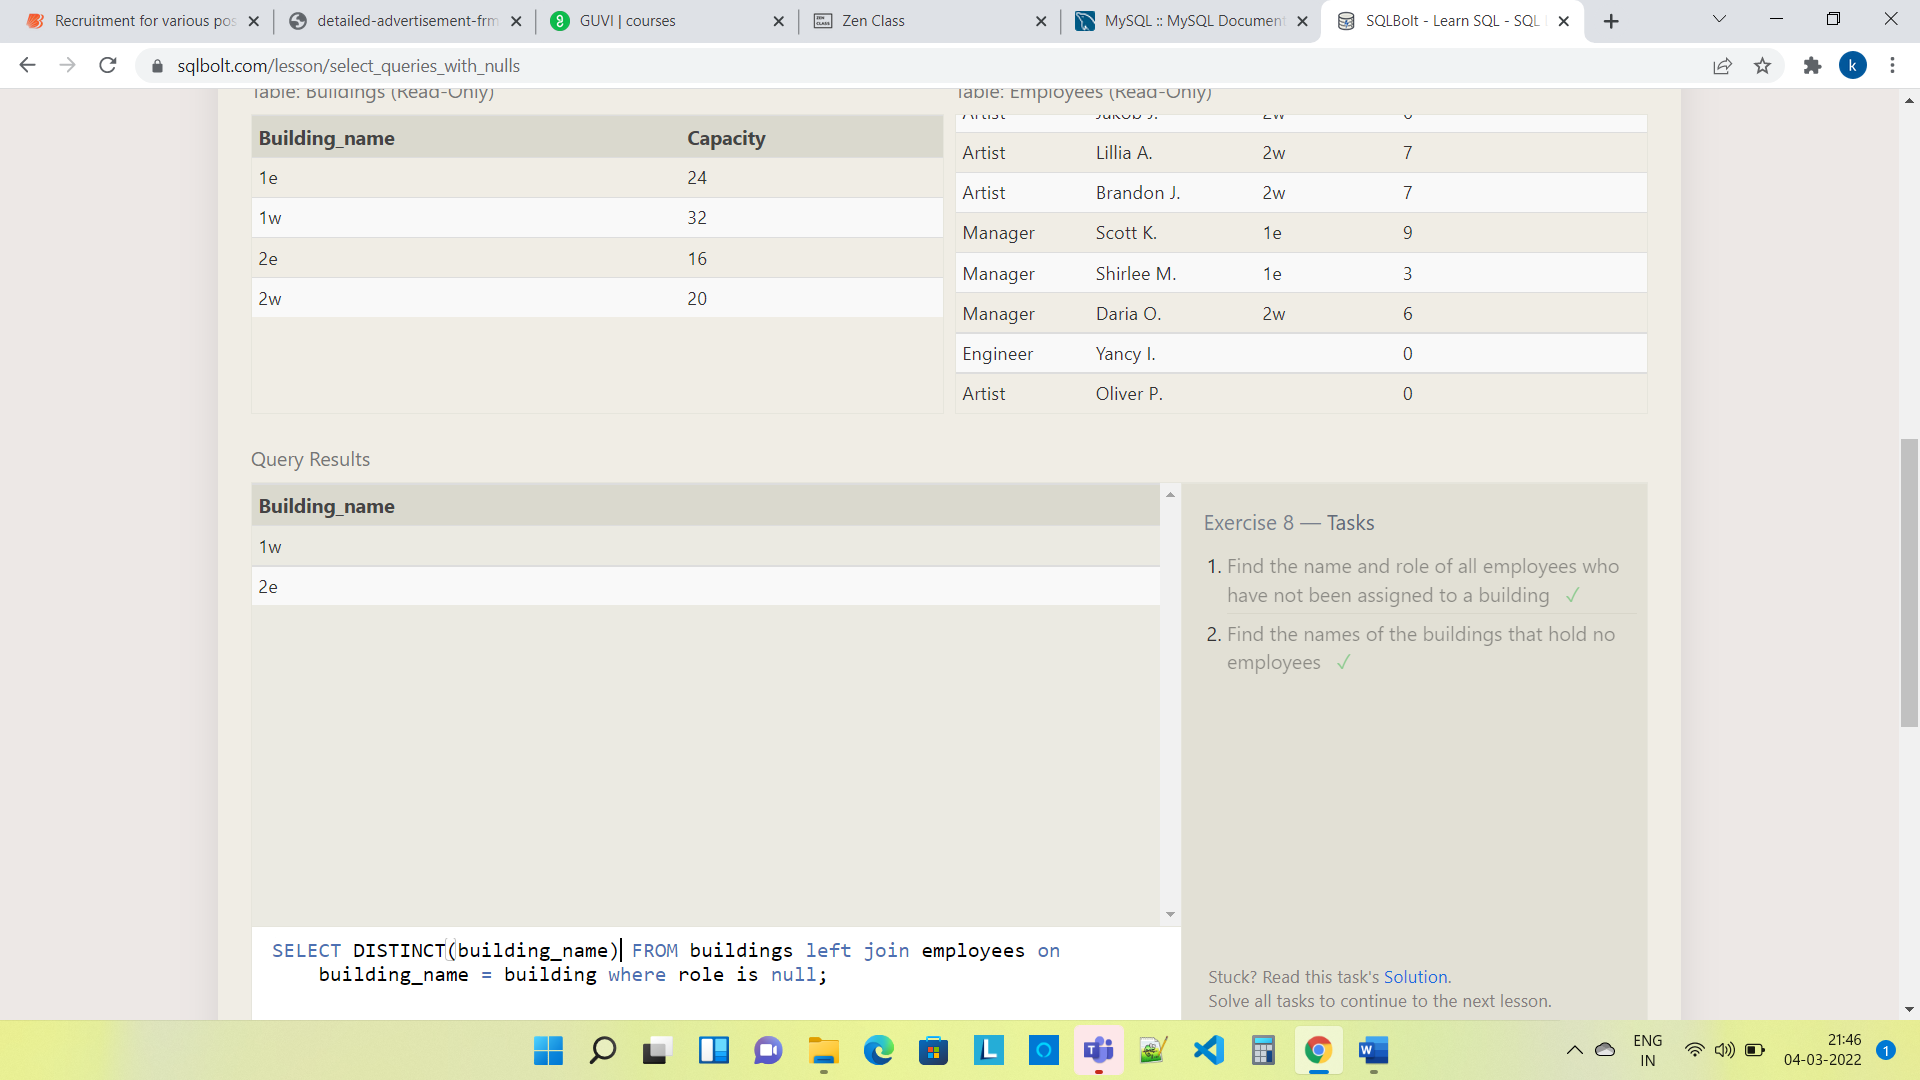 Recruitment for various pos
detailed-advertisement-frm
GUVI | courses
Zen Class
MySQL :: MySQL Document
SQLBolt - Learn SQL - SQL
sqlbolt.com/lesson/select_queries_with_nulls
k
Table: Buildings (Read-Only)
Building_name Capacity
1e 24
1w 32
2e 16
2w 20
Table: Employees (Read-Only)
Artist Jakob J. 2w 6
Artist Lillia A. 2w 7
Artist Brandon J. 2w 7
Manager Scott K. 1e 9
Manager Shirlee M. 1e 3
Manager Daria O. 2w 6
Engineer Yancy I. 0
Artist Oliver P. 0
Query Results
Building_name
1w
2e
Exercise 8 — Tasks
1. Find the name and role of all employees who
have not been assigned to a building ✓
2. Find the names of the buildings that hold no
employees ✓
SELECT DISTINCT(building_name) FROM buildings left join employees on
building_name = building where role is null;
Stuck? Read this task's Solution.
Solve all tasks to continue to the next lesson.
ENG
IN
21:46
04-03-2022
1